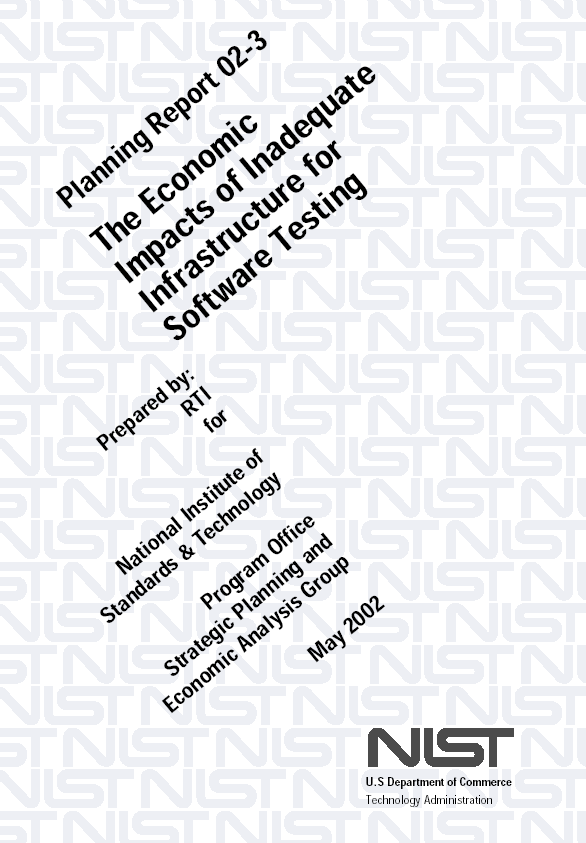 Planning Report 02-3
The Economic
Impacts of Inadequate
Infrastructure for
Software Testing
Prepared by:
RTI
for
National Institute of
Standards & Technology
Program Office
Strategic Planning and
Economic Analysis Group
May 2002
NIST
U.S Department of Commerce
Technology Administration